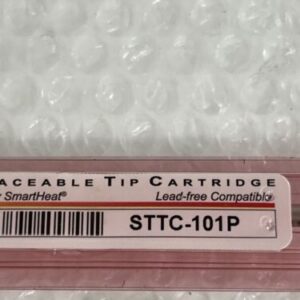 ACEABLE TIP CARTRIDGE
SmartHeat® Lead-free Compatible
STTC-101P